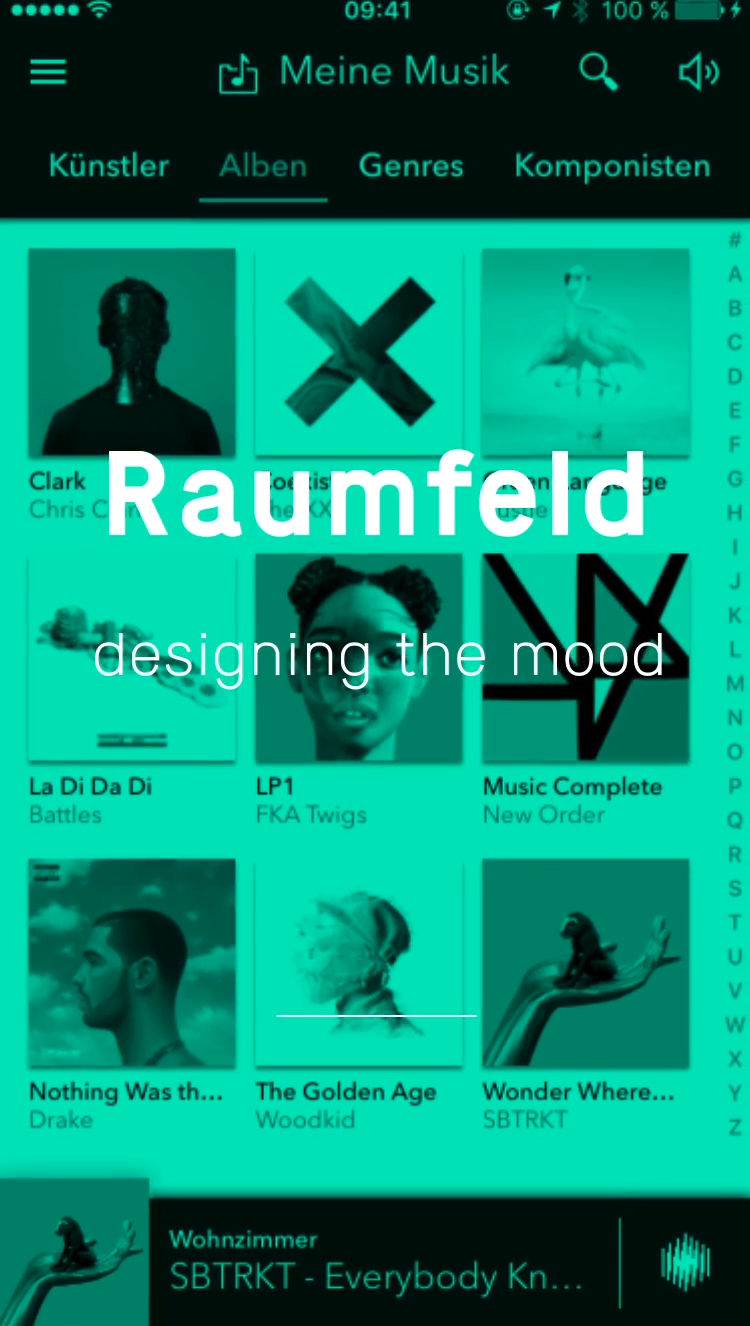 09:41 100 %
Meine Musik
Künstler Alben Genres Komponisten
#
A
B
C
D
E
F
G
H
I
J
K
L
M
N
O
P
Q
R
S
T
U
V
W
X
Y
Z
Clark
Chris
Raumfeld
designing the mood
La Di Da Di
Battles
LP1
FKA Twigs
Music Complete
New Order
Nothing Was th...
Drake
The Golden Age
Woodkid
Wonder Where...
SBTRKT
Wohnzimmer
SBTRKT - Everybody Kn...